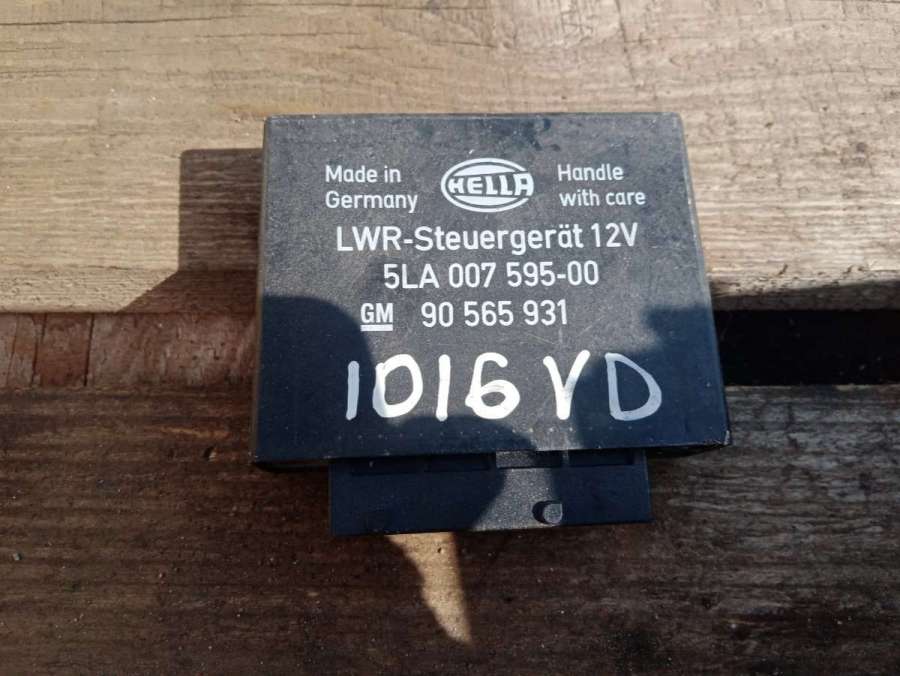 Made in Germany
HELLA
Handle with care
LWR-Steuergerät 12V
5LA 007 595-00
GM 90 565 931
1016 VD